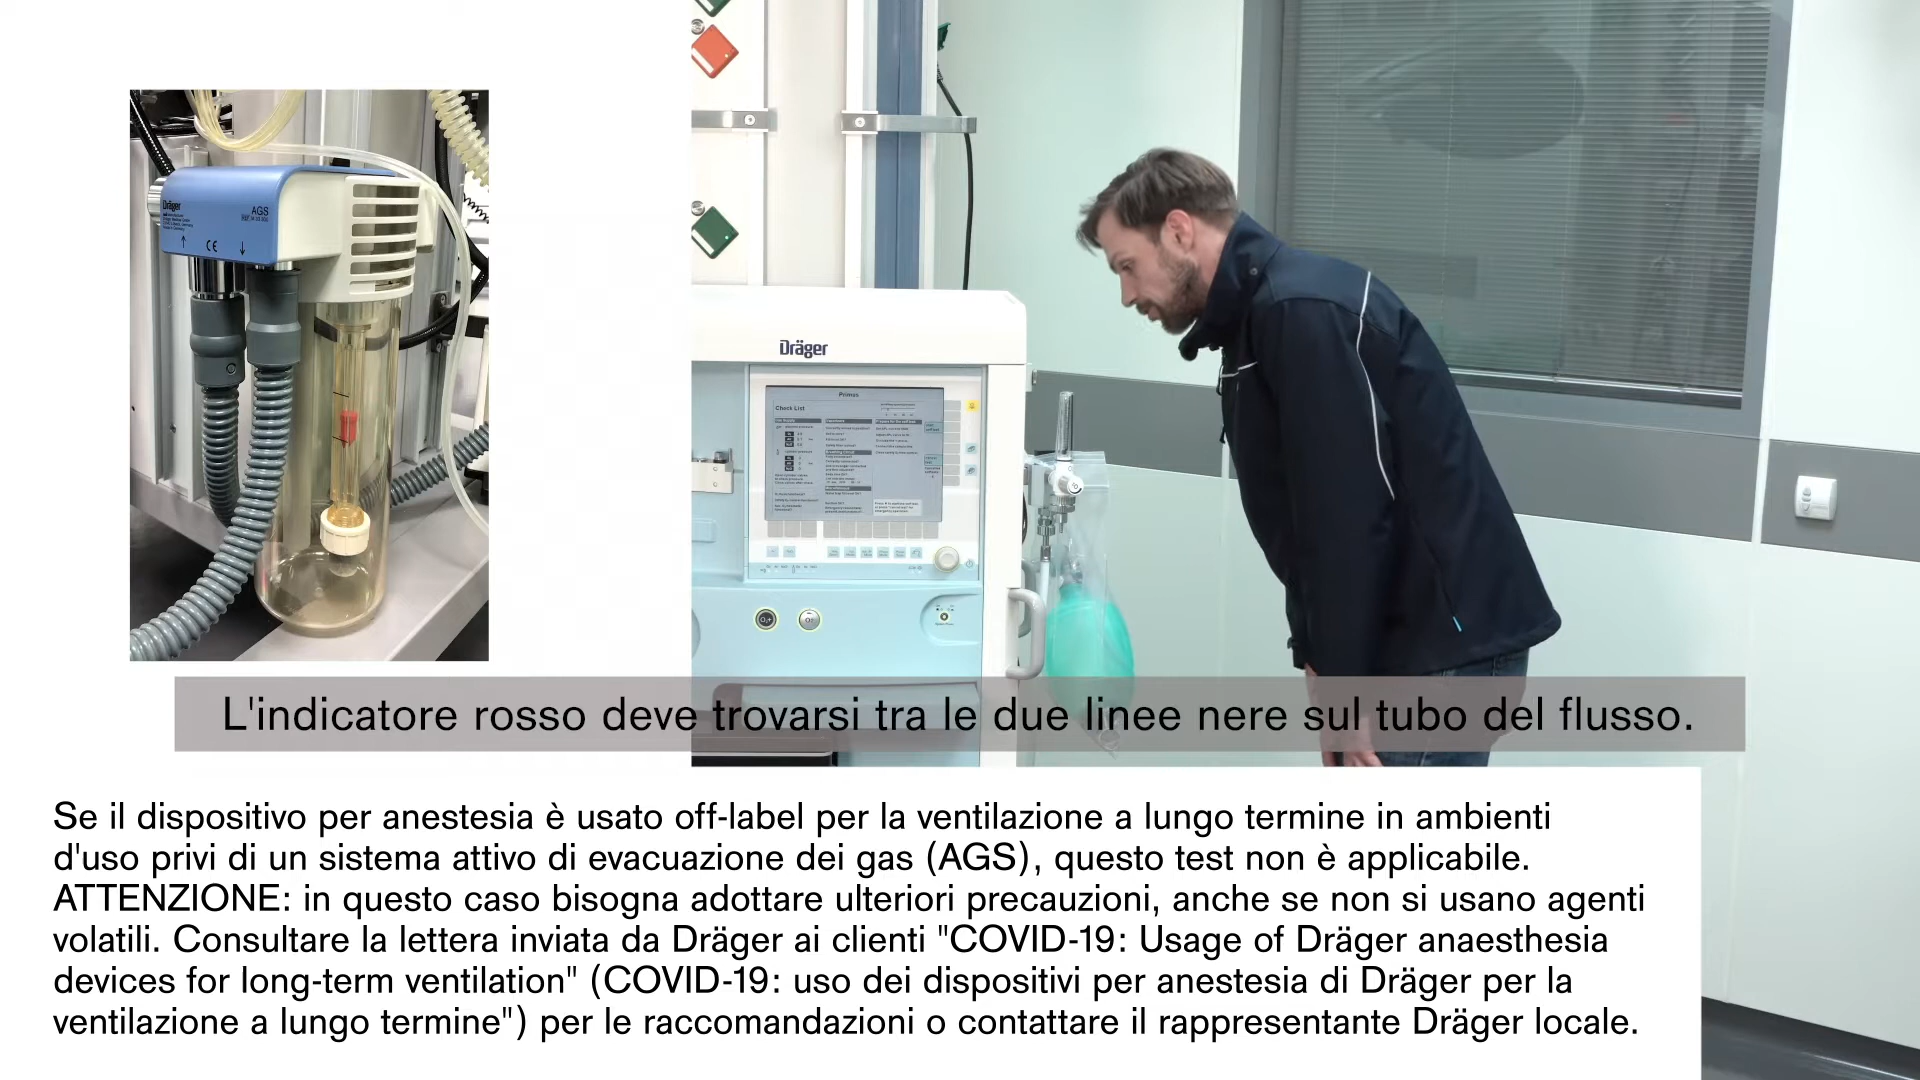 Dräger
AGS
CE
Dräger
Primus
Check List
L'indicatore rosso deve trovarsi tra le due linee nere sul tubo del flusso.
Se il dispositivo per anestesia è usato off-label per la ventilazione a lungo termine in ambienti
d'uso privi di un sistema attivo di evacuazione dei gas (AGS), questo test non è applicabile.
ATTENZIONE: in questo caso bisogna adottare ulteriori precauzioni, anche se non si usano agenti
volatili. Consultare la lettera inviata da Dräger ai clienti "COVID-19: Usage of Dräger anaesthesia
devices for long-term ventilation" (COVID-19: uso dei dispositivi per anestesia di Dräger per la
ventilazione a lungo termine") per le raccomandazioni o contattare il rappresentante Dräger locale.